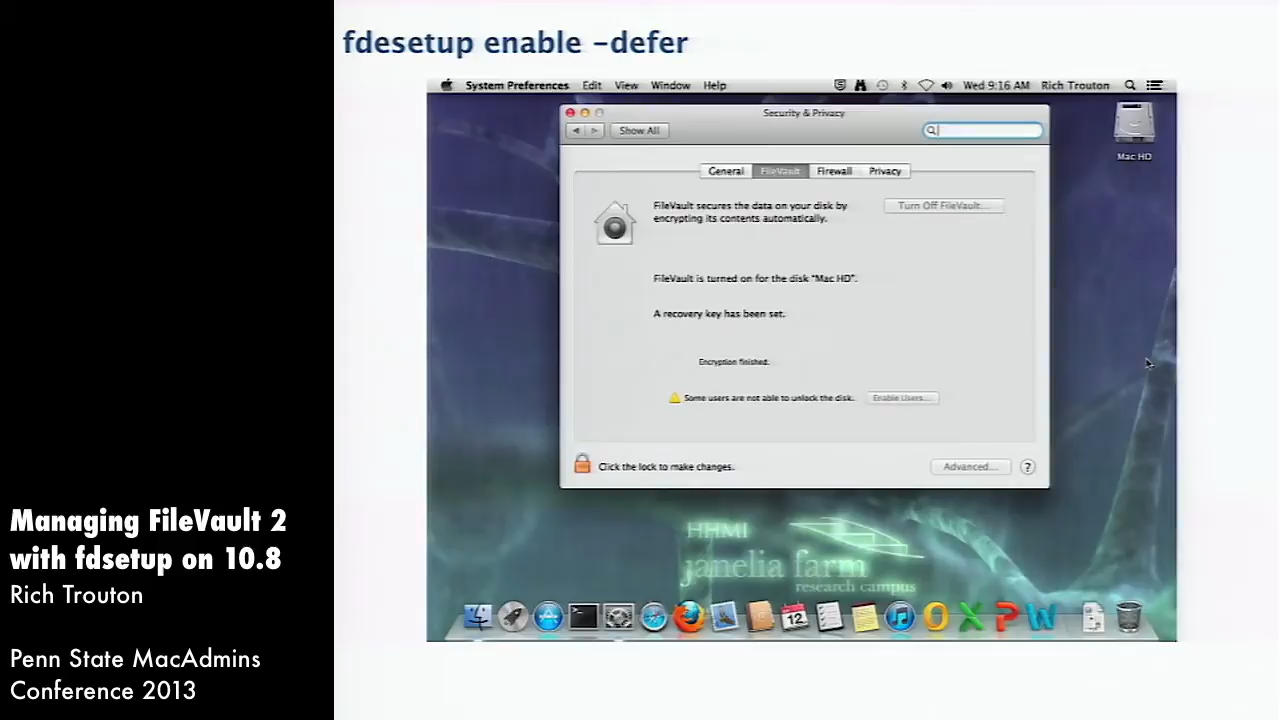 fdesetup enable -defer
System Preferences Edit View Window Help Wed 9:16 AM Rich Trouton
Security & Privacy
Show All
Mac HD
General FileVault Firewall Privacy
FileVault secures the data on your disk by
encrypting its contents automatically.
Turn Off FileVault...
FileVault is turned on for the disk "Mac HD".
A recovery key has been set.
Encryption finished.
Some users are not able to unlock the disk.
Enable Users...
Click the lock to make changes.
Advanced... ?
HHMI
janelia farm
research campus
12
Managing FileVault 2
with fdsetup on 10.8
Rich Trouton
Penn State MacAdmins
Conference 2013